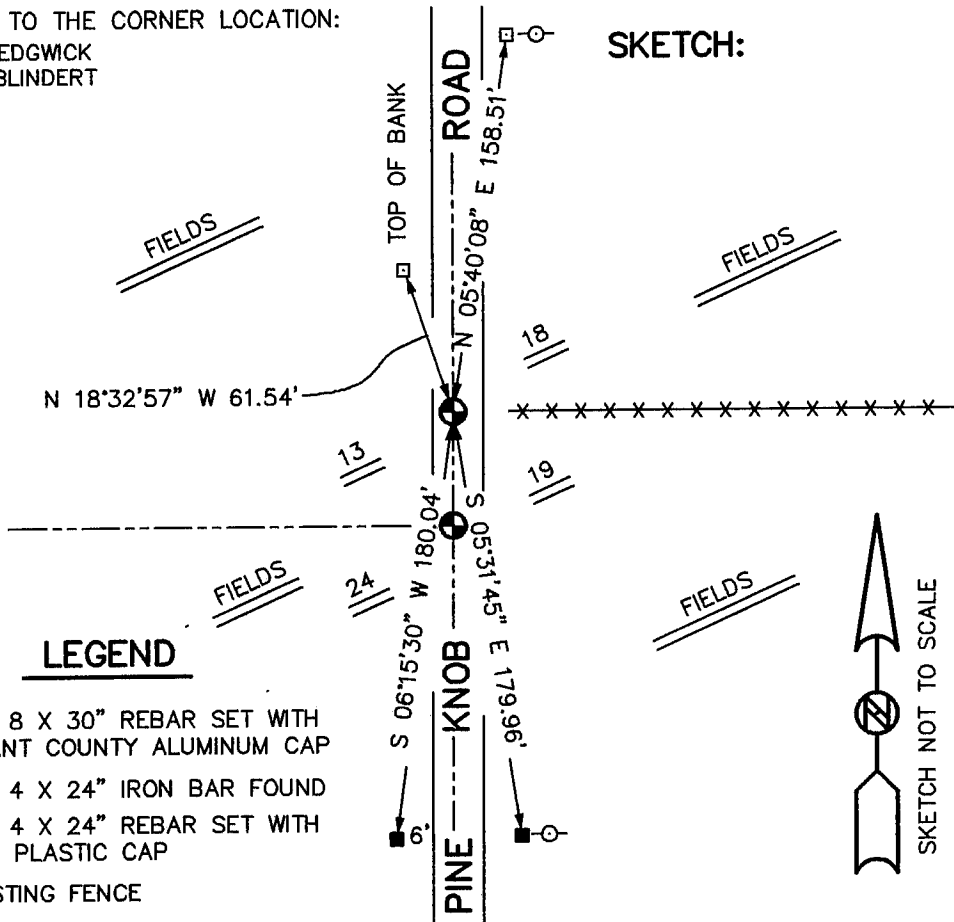 TO THE CORNER LOCATION:
EDGWICK
BLINDERT
SKETCH:
ROAD
TOP OF BANK
N 05°40'08" E 158.51'
FIELDS
FIELDS
18
N 18°32'57" W 61.54'
13
19
S 06°15'30" W 180.04'
S 05°31'45" E 179.96'
FIELDS
24
FIELDS
LEGEND
8 X 30" REBAR SET WITH
ANT COUNTY ALUMINUM CAP
4 X 24" IRON BAR FOUND
4 X 24" REBAR SET WITH
PLASTIC CAP
STING FENCE
6'
PINE KNOB
N
SKETCH NOT TO SCALE